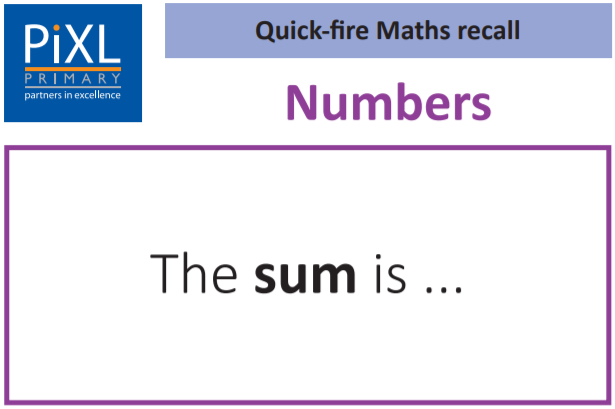 PiXL
PRIMARY
partners in excellence
Quick-fire Maths recall
Numbers
The sum is ...